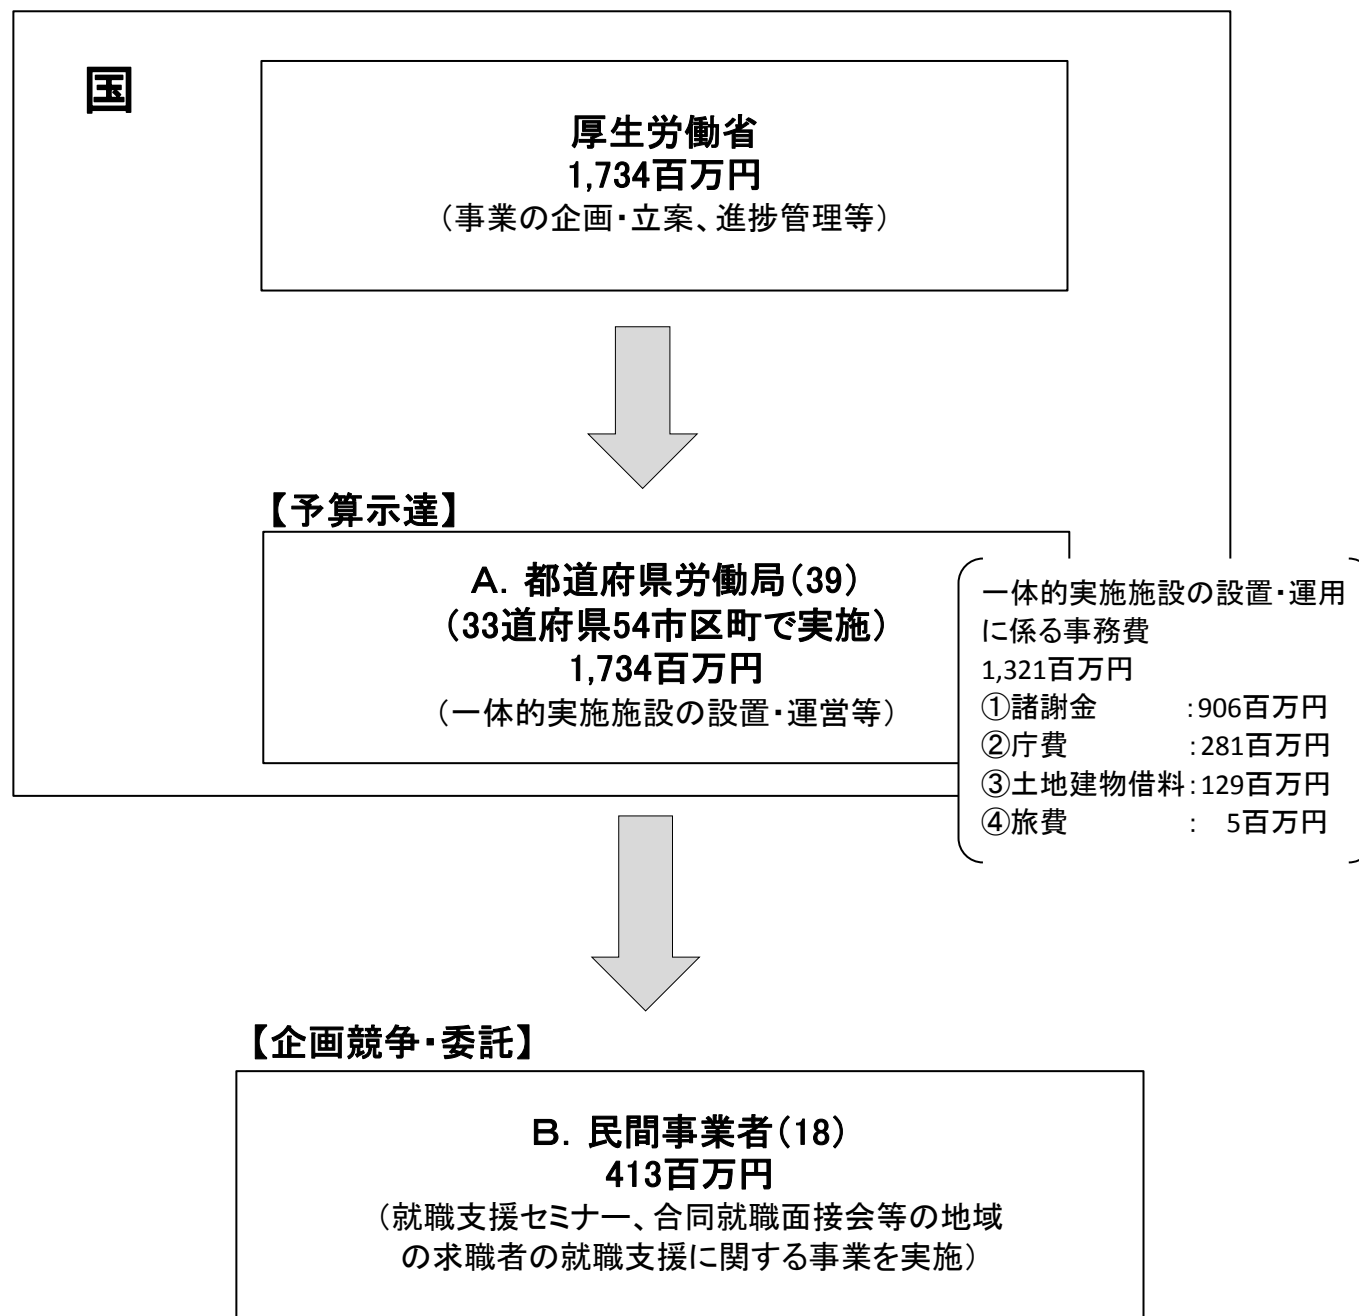 国
厚生労働省
1,734百万円
（事業の企画・立案、進捗管理等）
【予算示達】
A．都道府県労働局（39）
（33道府県54市区町で実施）
1,734百万円
（一体的実施施設の設置・運営等）
一体的実施施設の設置・運用
に係る事務費
1,321百万円
①諸謝金　　　：906百万円
②庁費　　　　：281百万円
③土地建物借料：129百万円
④旅費　　　　：　5百万円
【企画競争・委託】
B．民間事業者（18）
413百万円
（就職支援セミナー、合同就職面接会等の地域
の求職者の就職支援に関する事業を実施）